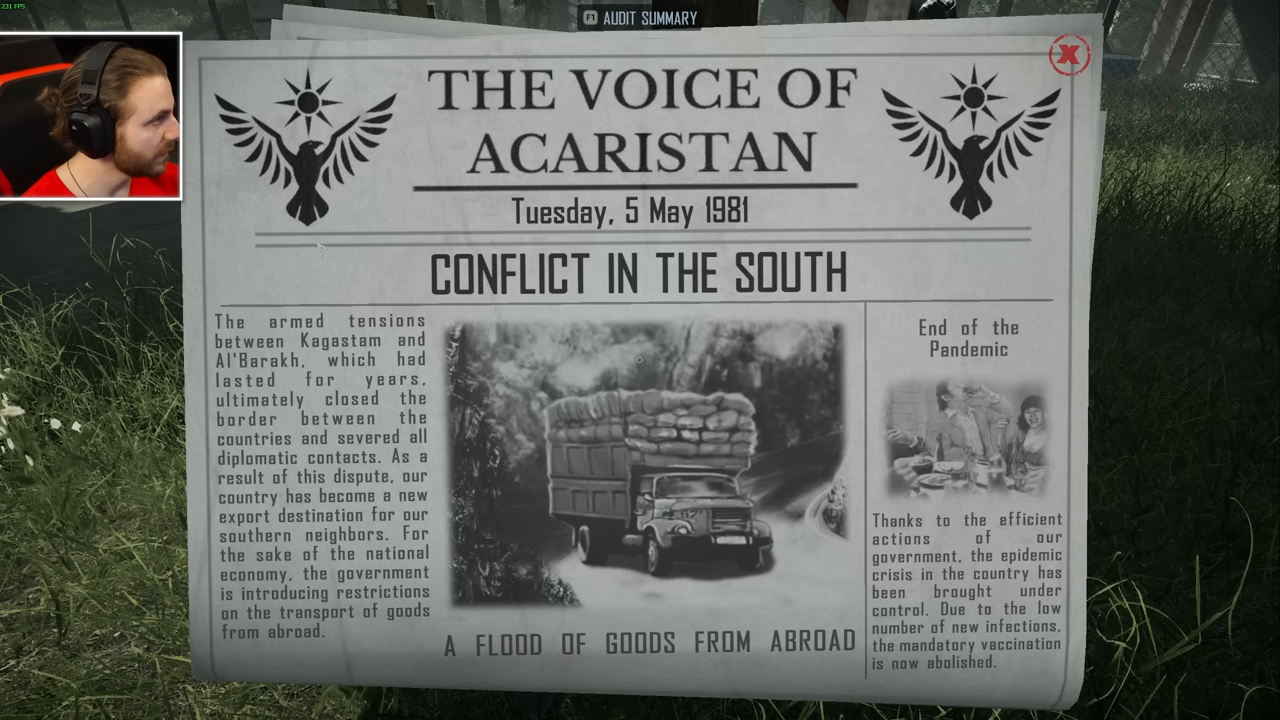 231 FPS
F1 AUDIT SUMMARY
X
THE VOICE OF
ACARISTAN
Tuesday, 5 May 1981
CONFLICT IN THE SOUTH
The armed tensions
between Kagastam and
Al'Barakh, which had
lasted for years,
ultimately closed the
border between the
countries and severed all
diplomatic contacts. As a
result of this dispute, our
country has become a new
export destination for our
southern neighbors. For
the sake of the national
economy, the government
is introducing restrictions
on the transport of goods
from abroad.
A FLOOD OF GOODS FROM ABROAD
End of the
Pandemic
Thanks to the efficient
actions of our
government, the epidemic
crisis in the country has
been brought under
control. Due to the low
number of new infections,
the mandatory vaccination
is now abolished.